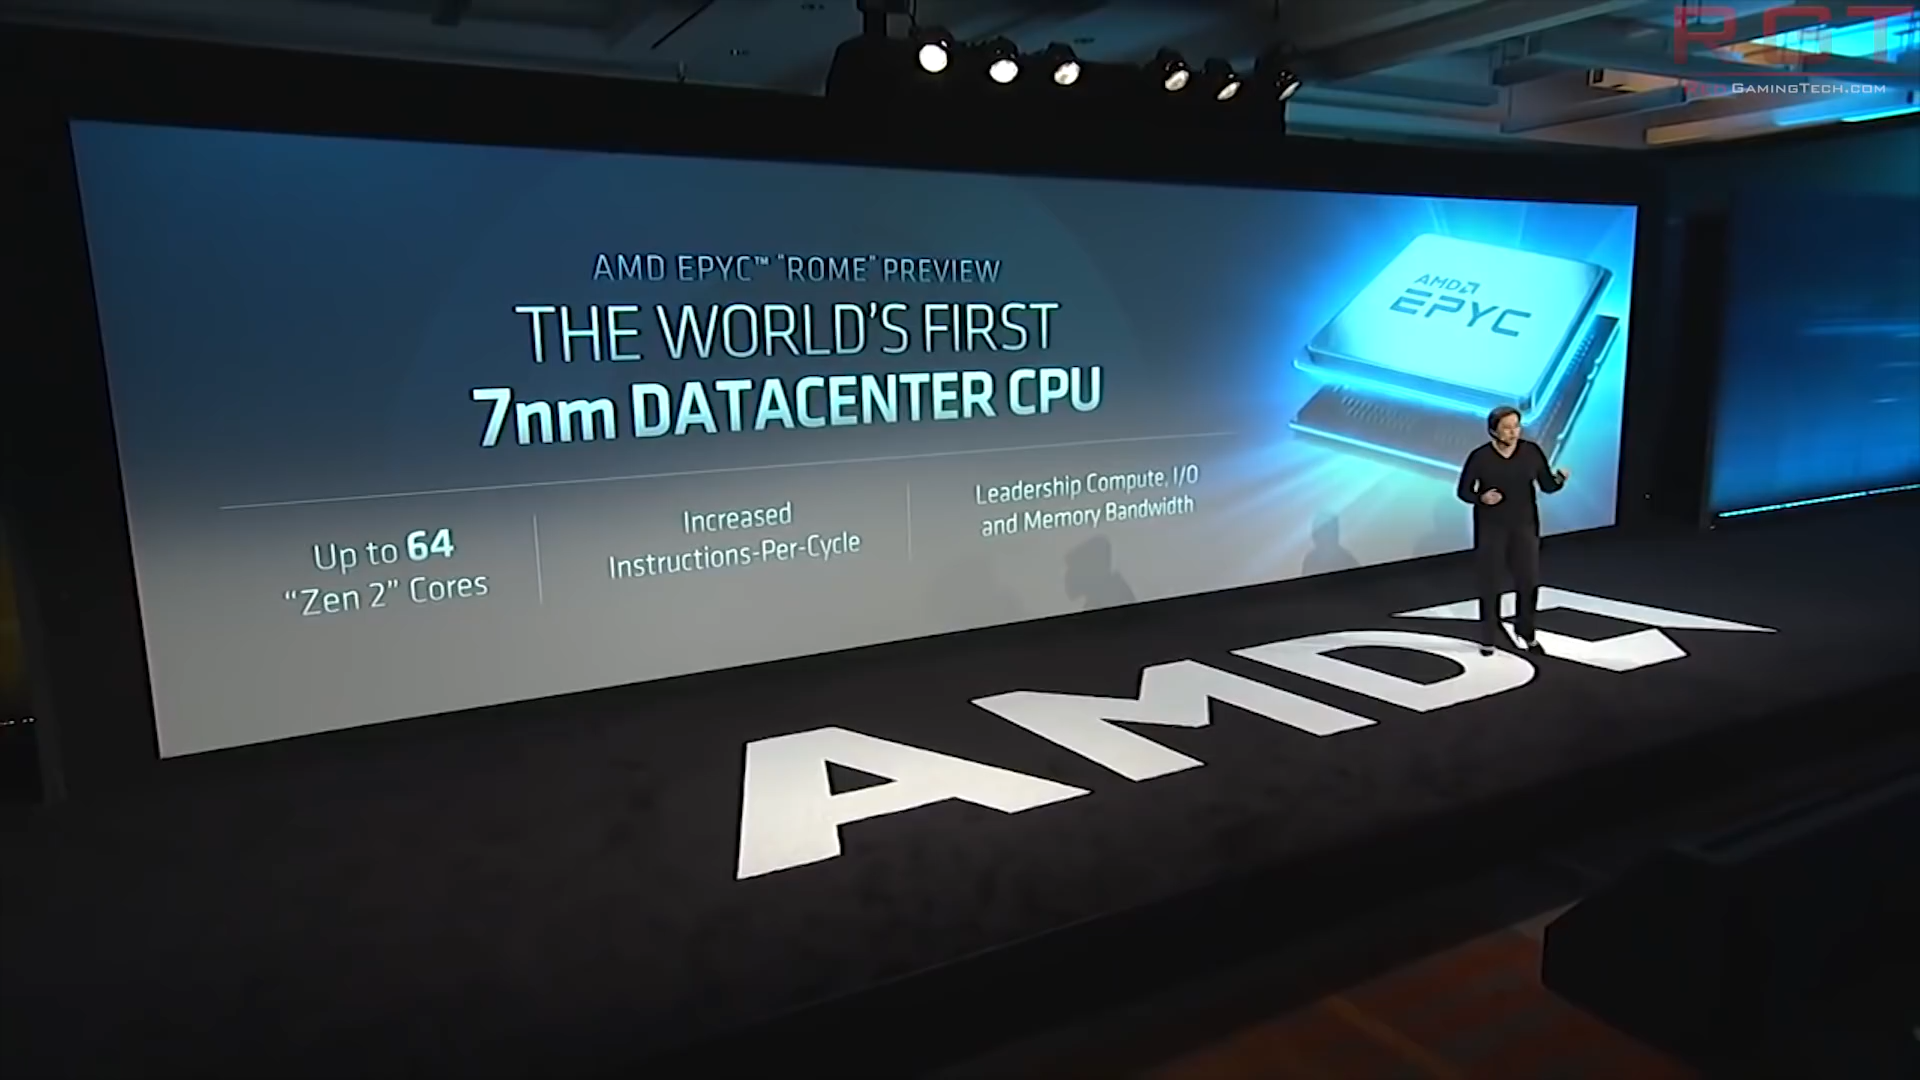 RGT
GAMINGTECH.COM
AMD EPYC™ "ROME" PREVIEW
THE WORLD'S FIRST
7nm DATACENTER CPU
Up to 64
"Zen 2" Cores
Increased
Instructions-Per-Cycle
Leadership Compute, I/O
and Memory Bandwidth
AMD
EPYC
AMD